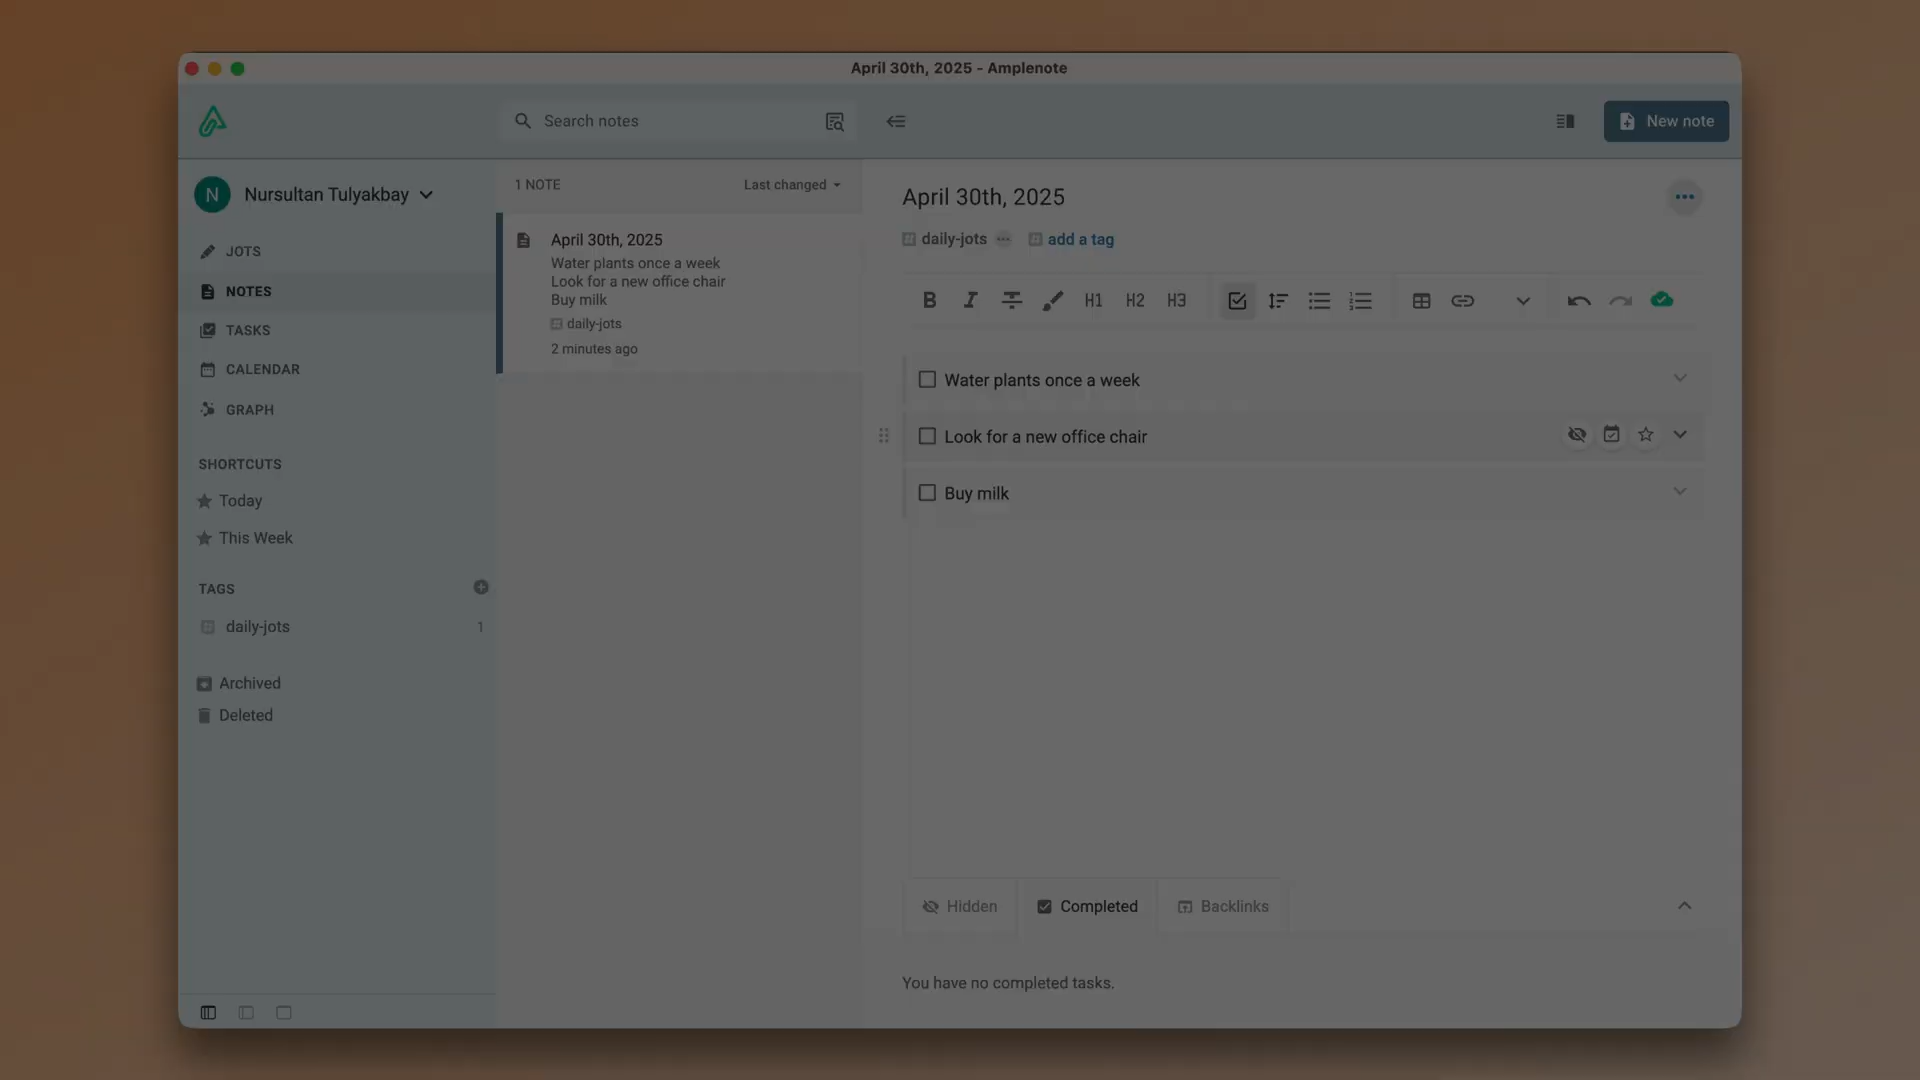 April 30th, 2025 - Amplenote
Search notes
New note
N
Nursultan Tulyakbay
JOTS
NOTES
TASKS
CALENDAR
GRAPH
SHORTCUTS
Today
This Week
TAGS
daily-jots
1
Archived
Deleted
1 NOTE
Last changed
April 30th, 2025
Water plants once a week
Look for a new office chair
Buy milk
daily-jots
2 minutes ago
April 30th, 2025
daily-jots
add a tag
B I S H1 H2 H3
Water plants once a week
Look for a new office chair
Buy milk
Hidden
Completed
Backlinks
You have no completed tasks.